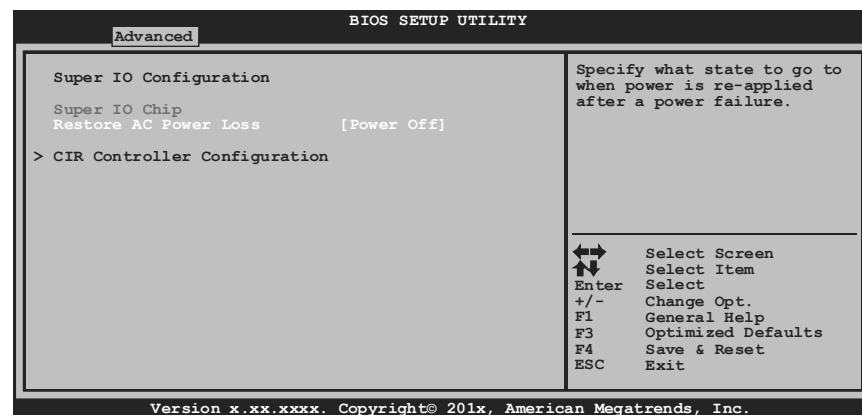 BIOS SETUP UTILITY
Advanced
Super IO Configuration
Super IO Chip
Restore AC Power Loss [Power Off]
> CIR Controller Configuration
Specify what state to go to
when power is re-applied
after a power failure.
Select Screen
Select Item
Enter Select
+/- Change Opt.
F1 General Help
F3 Optimized Defaults
F4 Save & Reset
ESC Exit
Version x.xx.xxxx. Copyright© 201x, American Megatrends, Inc.